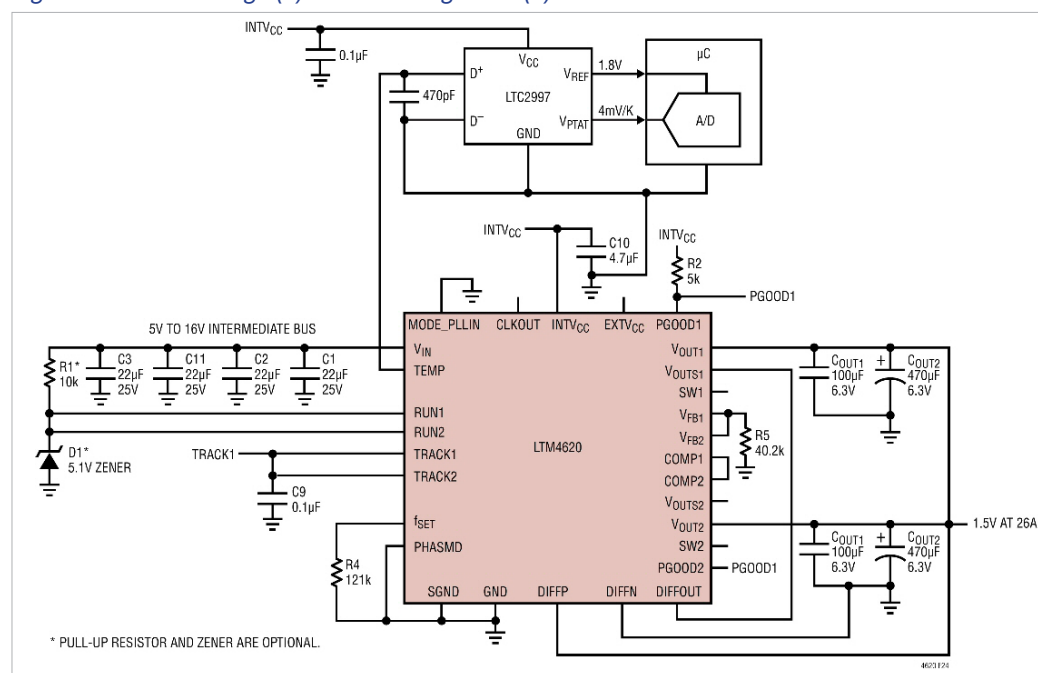 INTVCC
0.1µF
VCC
D+
D−
LTC2997
GND
VREF
VPTAT
1.8V
4mV/K
µC
A/D
470pF
INTVCC
C10
4.7µF
INTVCC
R2
5k
PGOOD1
5V TO 16V INTERMEDIATE BUS
R1*
10k
C3
22µF
25V
C11
22µF
25V
C2
22µF
25V
C1
22µF
25V
D1*
5.1V ZENER
TRACK1
C9
0.1µF
R4
121k
MODE_PLLIN
CLKOUT
INTVCC
EXTVCC
PGOOD1
VIN
TEMP
RUN1
RUN2
TRACK1
TRACK2
fSET
PHASMD
LTM4620
VOUT1
VOUTS1
SW1
VFB1
VFB2
COMP1
COMP2
VOUTS2
VOUT2
SW2
PGOOD2
SGND
GND
DIFFP
DIFFN
DIFFOUT
PGOOD1
R5
40.2k
COUT1
100µF
6.3V
+
COUT2
470µF
6.3V
1.5V AT 26A
COUT1
100µF
6.3V
+
COUT2
470µF
6.3V
* PULL-UP RESISTOR AND ZENER ARE OPTIONAL.
4620 F24